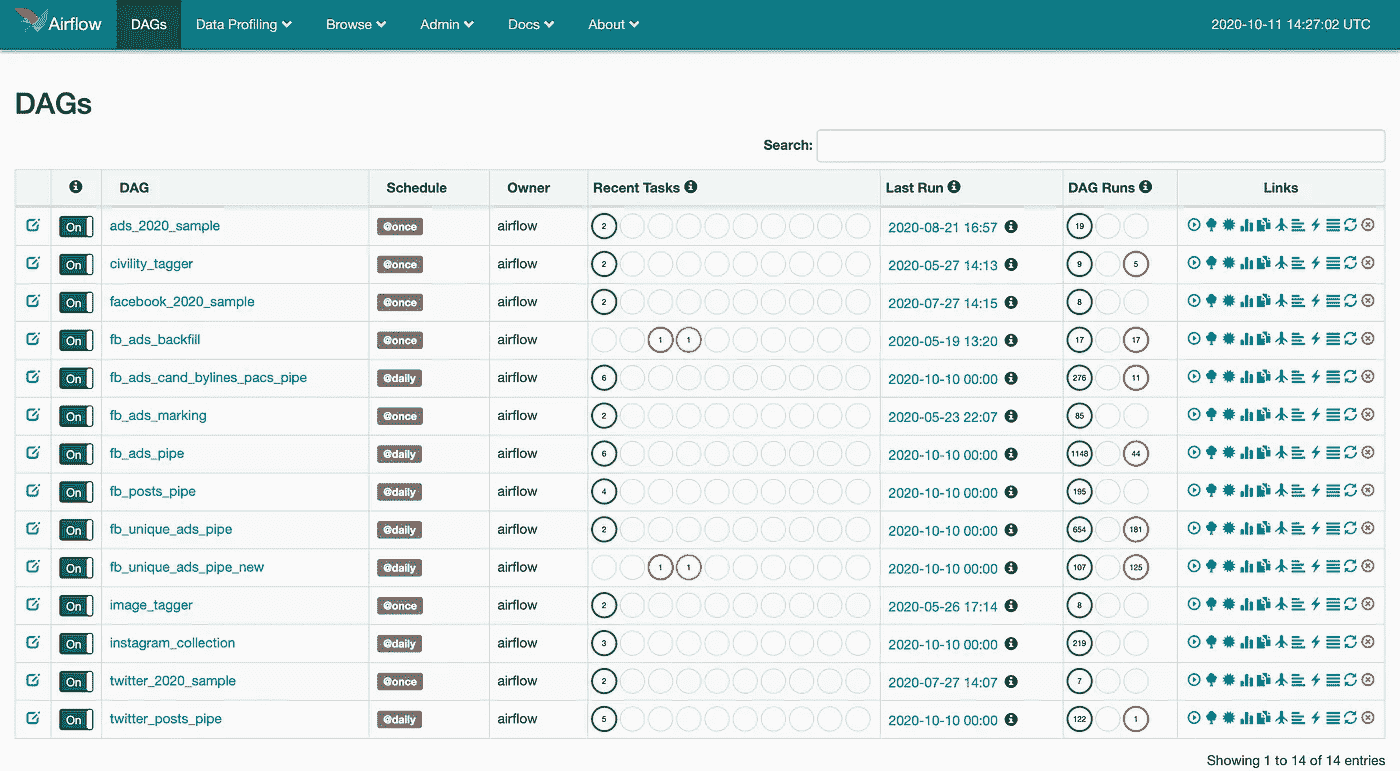 Airflow DAGs Data Profiling Browse Admin Docs About 2020-10-11 14:27:02 UTC
DAGs
Search:
DAG Schedule Owner Recent Tasks Last Run DAG Runs Links
On ads_2020_sample @once airflow 2 2020-08-21 16:57 19
On civility_tagger @once airflow 2 2020-05-27 14:13 9 5
On facebook_2020_sample @once airflow 2 2020-07-27 14:15 8
On fb_ads_backfill @once airflow 1 1 2020-05-19 13:20 17 17
On fb_ads_cand_bylines_pacs_pipe @daily airflow 6 2020-10-10 00:00 276 11
On fb_ads_marking @once airflow 2 2020-05-23 22:07 85
On fb_ads_pipe @daily airflow 6 2020-10-10 00:00 1148 44
On fb_posts_pipe @daily airflow 4 2020-10-10 00:00 195
On fb_unique_ads_pipe @daily airflow 2 2020-10-10 00:00 654 181
On fb_unique_ads_pipe_new @daily airflow 1 1 2020-10-10 00:00 107 125
On image_tagger @once airflow 2 2020-05-26 17:14 8
On instagram_collection @daily airflow 3 2020-10-10 00:00 219
On twitter_2020_sample @once airflow 2 2020-07-27 14:07 7
On twitter_posts_pipe @daily airflow 5 2020-10-10 00:00 122 1
Showing 1 to 14 of 14 entries